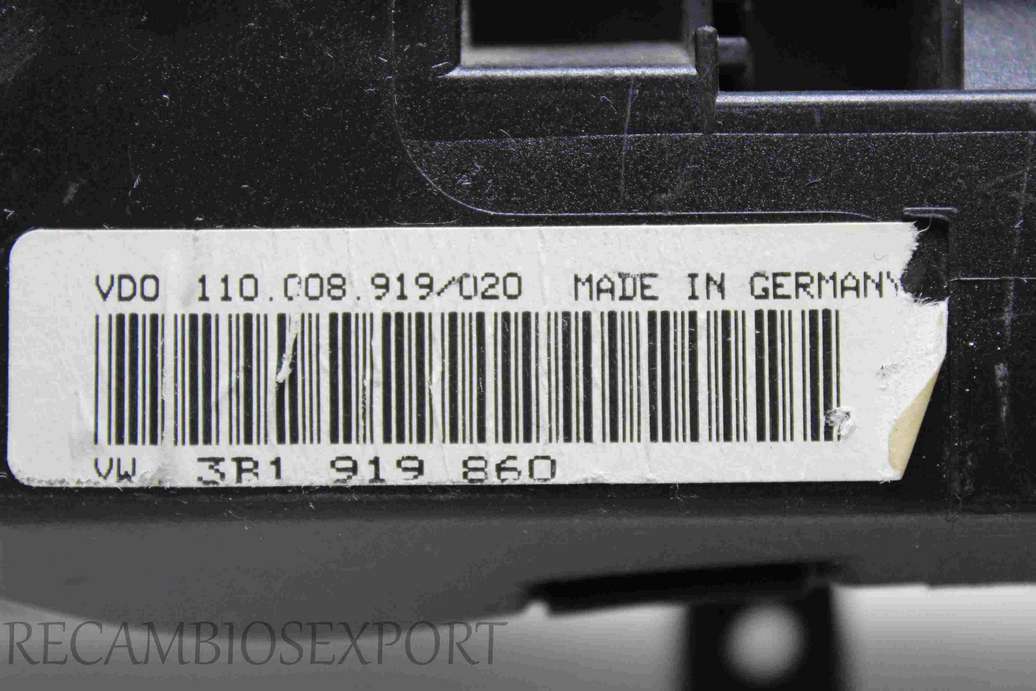 VDO 110.008.919/020 MADE IN GERMANY
VW 3B1 919 860
RECAMBIOSEXPORT